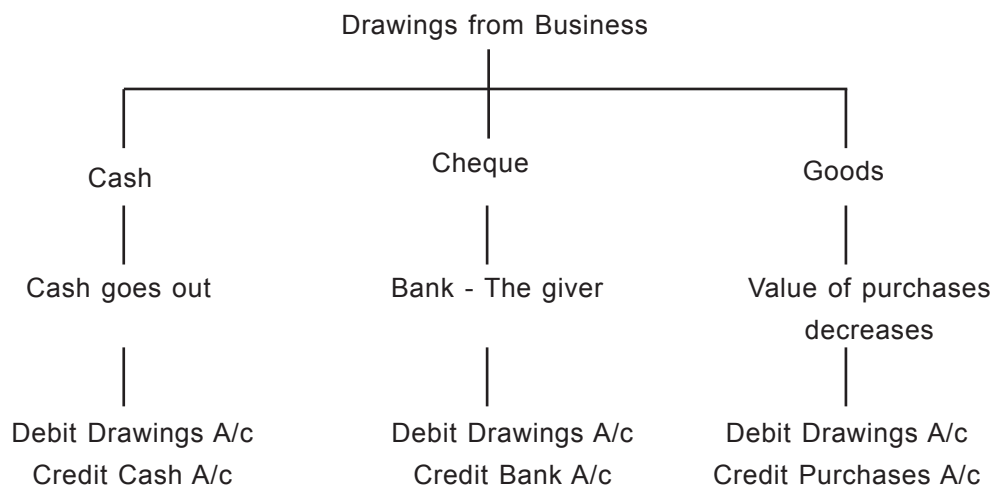 Drawings from Business
Cash
Cheque
Goods
Cash goes out
Bank - The giver
Value of purchases
decreases
Debit Drawings A/c
Credit Cash A/c
Debit Drawings A/c
Credit Bank A/c
Debit Drawings A/c
Credit Purchases A/c